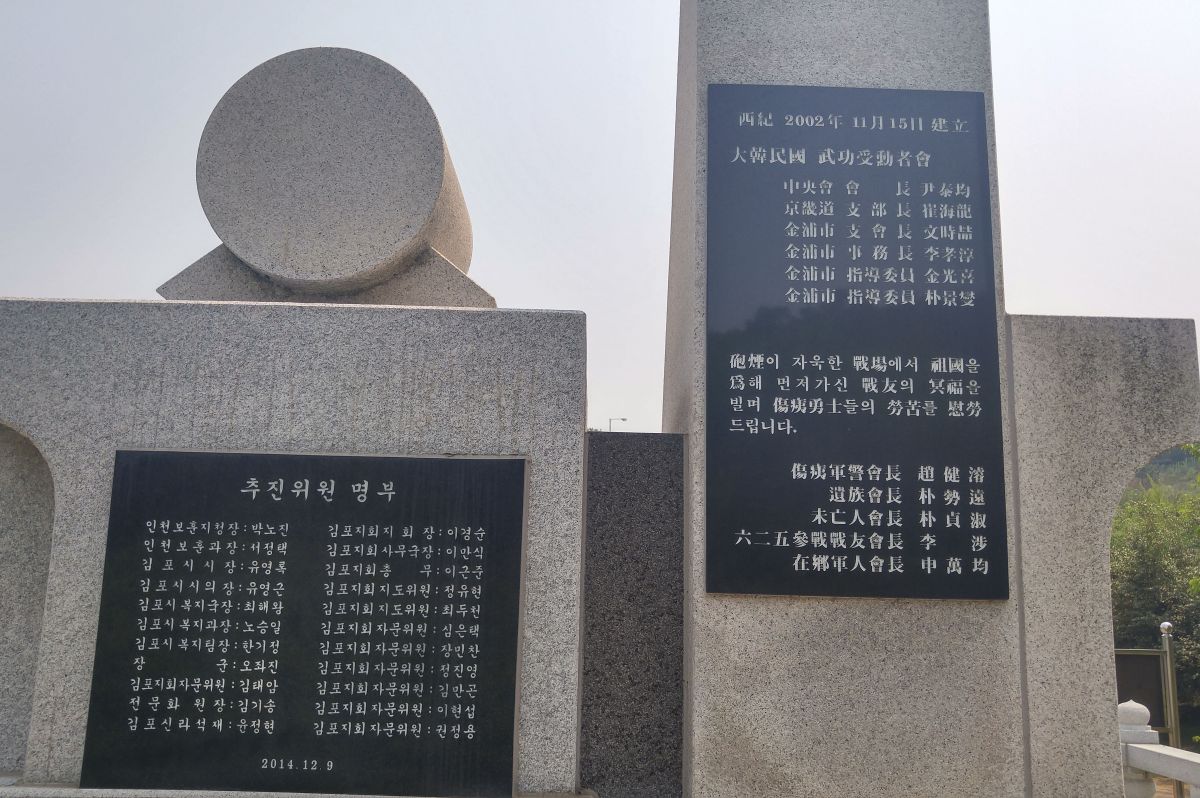 추진위원 명부
인천보훈지청장:박노진
인천보훈과장:서정택
김포시시장:유영록
김포시시의장:유영근
김포시복지국장:최해왕
김포시복지과장:노승일
김포시복지팀장:한기정
장 군:오좌진
김포지회자문위원:김태암
전문화 원장:김기송
김포신라석재:윤정현
김포지회지 회 장:이경순
김포지회사무국장:이만식
김포지회총 무:이근준
김포지회지도위원:정유현
김포지회지도위원:최두천
김포지회자문위원:심은택
김포지회자문위원:장민찬
김포지회자문위원:정진영
김포지회자문위원:김만곤
김포지회자문위원:이현섭
김포지회자문위원:권정용
2014.12.9
西紀 2002年 11月15日 建立
大韓民國 武功受勳者會
中央會 會 長 尹泰均
京畿道 支部長 崔海龍
金浦市 支會長 文時喆
金浦市 事務長 李孝淳
金浦市 指導委員 金光喜
金浦市 指導委員 朴景燮
砲煙이 자욱한 戰場에서 祖國을
爲해 먼저가신 戰友의 冥福을
빌며 傷痍勇士들의 勞苦를 慰勞
드립니다.
傷痍軍警會長 趙健濬
遺族會長 朴勢遠
未亡人會長 朴貞淑
六二五參戰戰友會長 李 涉
在鄕軍人會長 申萬均